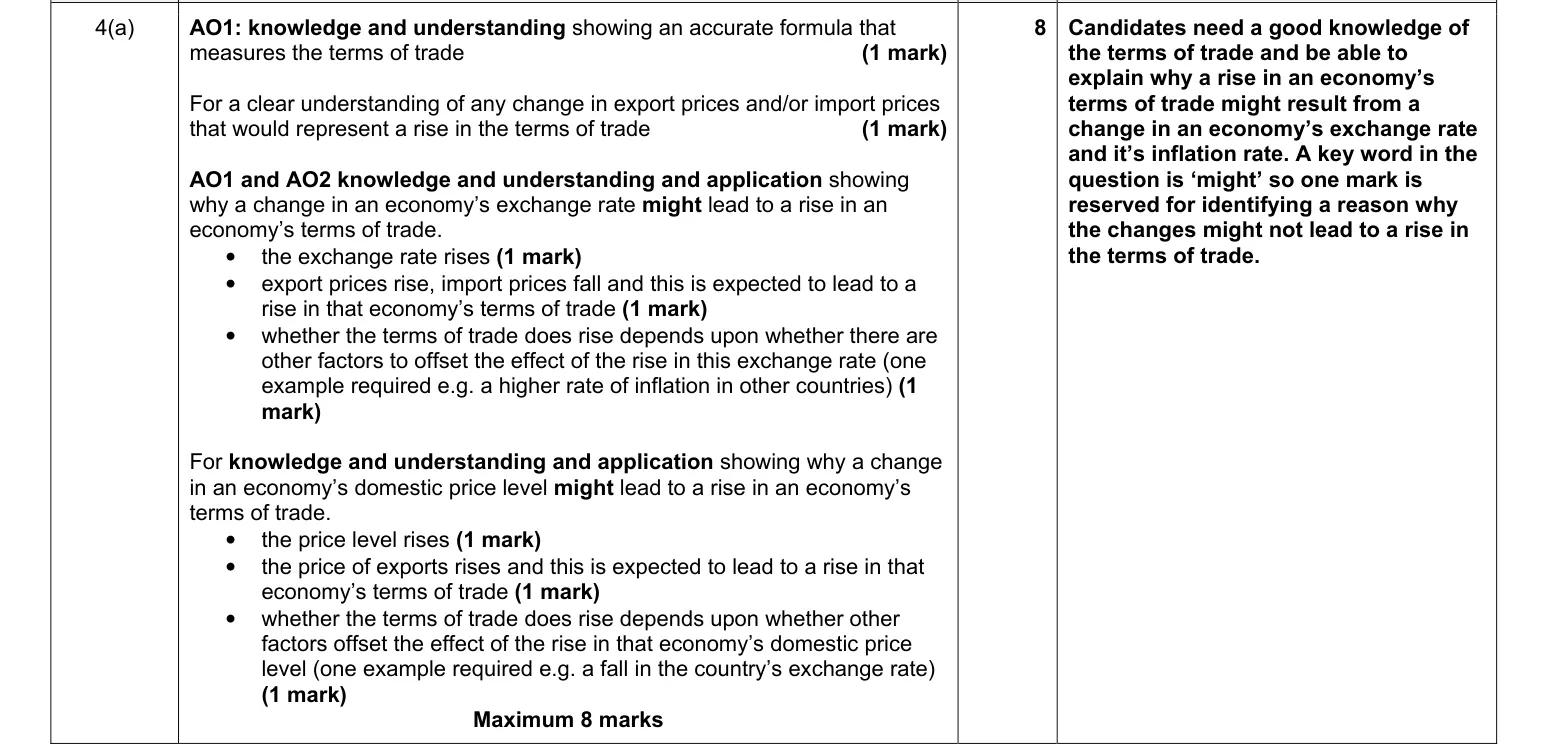 4(a)
AO1: knowledge and understanding showing an accurate formula that
measures the terms of trade (1 mark)
For a clear understanding of any change in export prices and/or import prices
that would represent a rise in the terms of trade (1 mark)
AO1 and AO2 knowledge and understanding and application showing
why a change in an economy’s exchange rate might lead to a rise in an
economy’s terms of trade.
• the exchange rate rises (1 mark)
• export prices rise, import prices fall and this is expected to lead to a
rise in that economy’s terms of trade (1 mark)
• whether the terms of trade does rise depends upon whether there are
other factors to offset the effect of the rise in this exchange rate (one
example required e.g. a higher rate of inflation in other countries) (1
mark)
For knowledge and understanding and application showing why a change
in an economy’s domestic price level might lead to a rise in an economy’s
terms of trade.
• the price level rises (1 mark)
• the price of exports rises and this is expected to lead to a rise in that
economy’s terms of trade (1 mark)
• whether the terms of trade does rise depends upon whether other
factors offset the effect of the rise in that economy’s domestic price
level (one example required e.g. a fall in the country’s exchange rate)
(1 mark)
Maximum 8 marks
8
Candidates need a good knowledge of
the terms of trade and be able to
explain why a rise in an economy’s
terms of trade might result from a
change in an economy’s exchange rate
and it’s inflation rate. A key word in the
question is ‘might’ so one mark is
reserved for identifying a reason why
the changes might not lead to a rise in
the terms of trade.